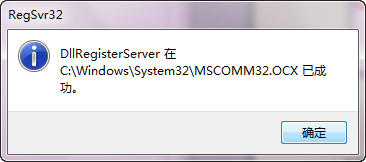 RegSvr32
DllRegisterServer 在
C:\Windows\System32\MSCOMM32.OCX 已成
功。
确定